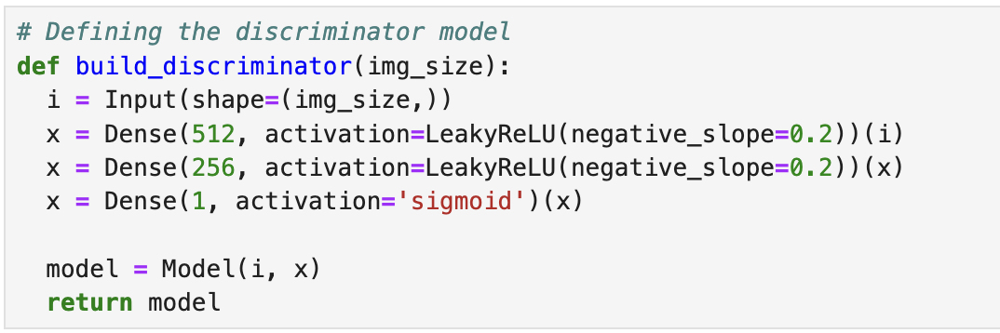 # Defining the discriminator model
def build_discriminator(img_size):
  i = Input(shape=(img_size,))
  x = Dense(512, activation=LeakyReLU(negative_slope=0.2))(i)
  x = Dense(256, activation=LeakyReLU(negative_slope=0.2))(x)
  x = Dense(1, activation='sigmoid')(x)

  model = Model(i, x)
  return model